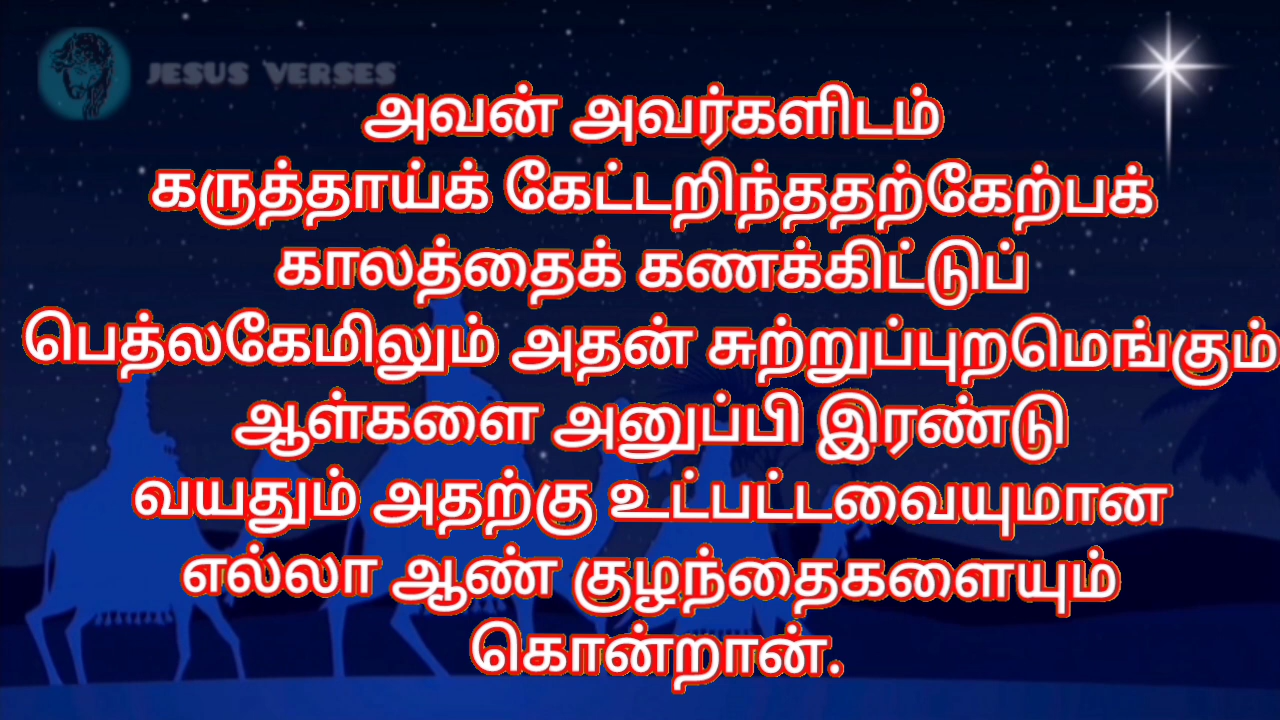 JESUS VERSES
அவன் அவர்களிடம்
கருத்தாய்க் கேட்டறிந்ததற்கேற்பக்
காலத்தைக் கணக்கிட்டுப்
பெத்லகேமிலும் அதன் சுற்றுப்புறமெங்கும்
ஆள்களை அனுப்பி இரண்டு
வயதும் அதற்கு உட்பட்டவையுமான
எல்லா ஆண் குழந்தைகளையும்
கொன்றான்.